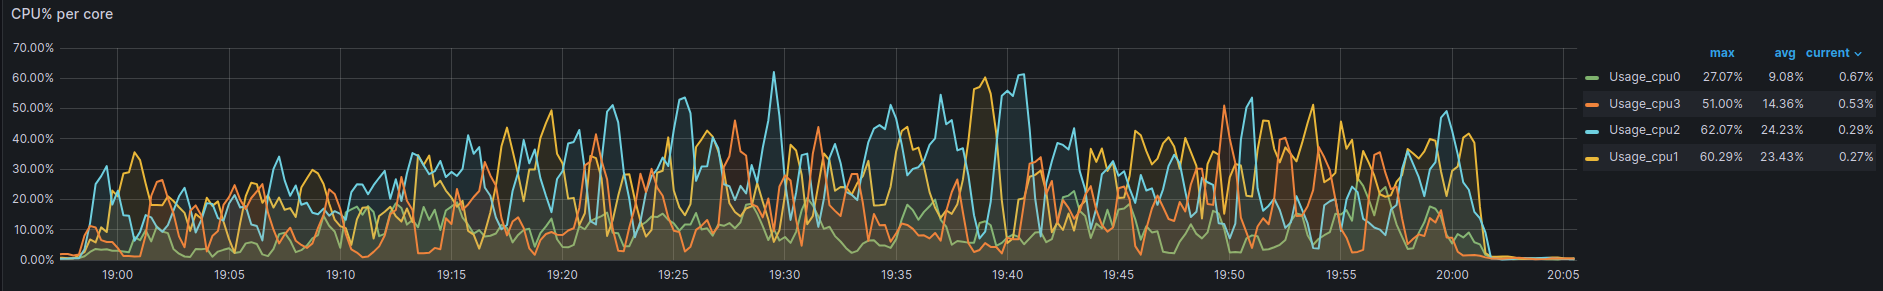 CPU% per core
70.00%
60.00%
50.00%
40.00%
30.00%
20.00%
10.00%
0.00%
19:00 19:05 19:10 19:15 19:20 19:25 19:30 19:35 19:40 19:45 19:50 19:55 20:00 20:05
max avg current
Usage_cpu0 27.07% 9.08% 0.67%
Usage_cpu3 51.00% 14.36% 0.53%
Usage_cpu2 62.07% 24.23% 0.29%
Usage_cpu1 60.29% 23.43% 0.27%